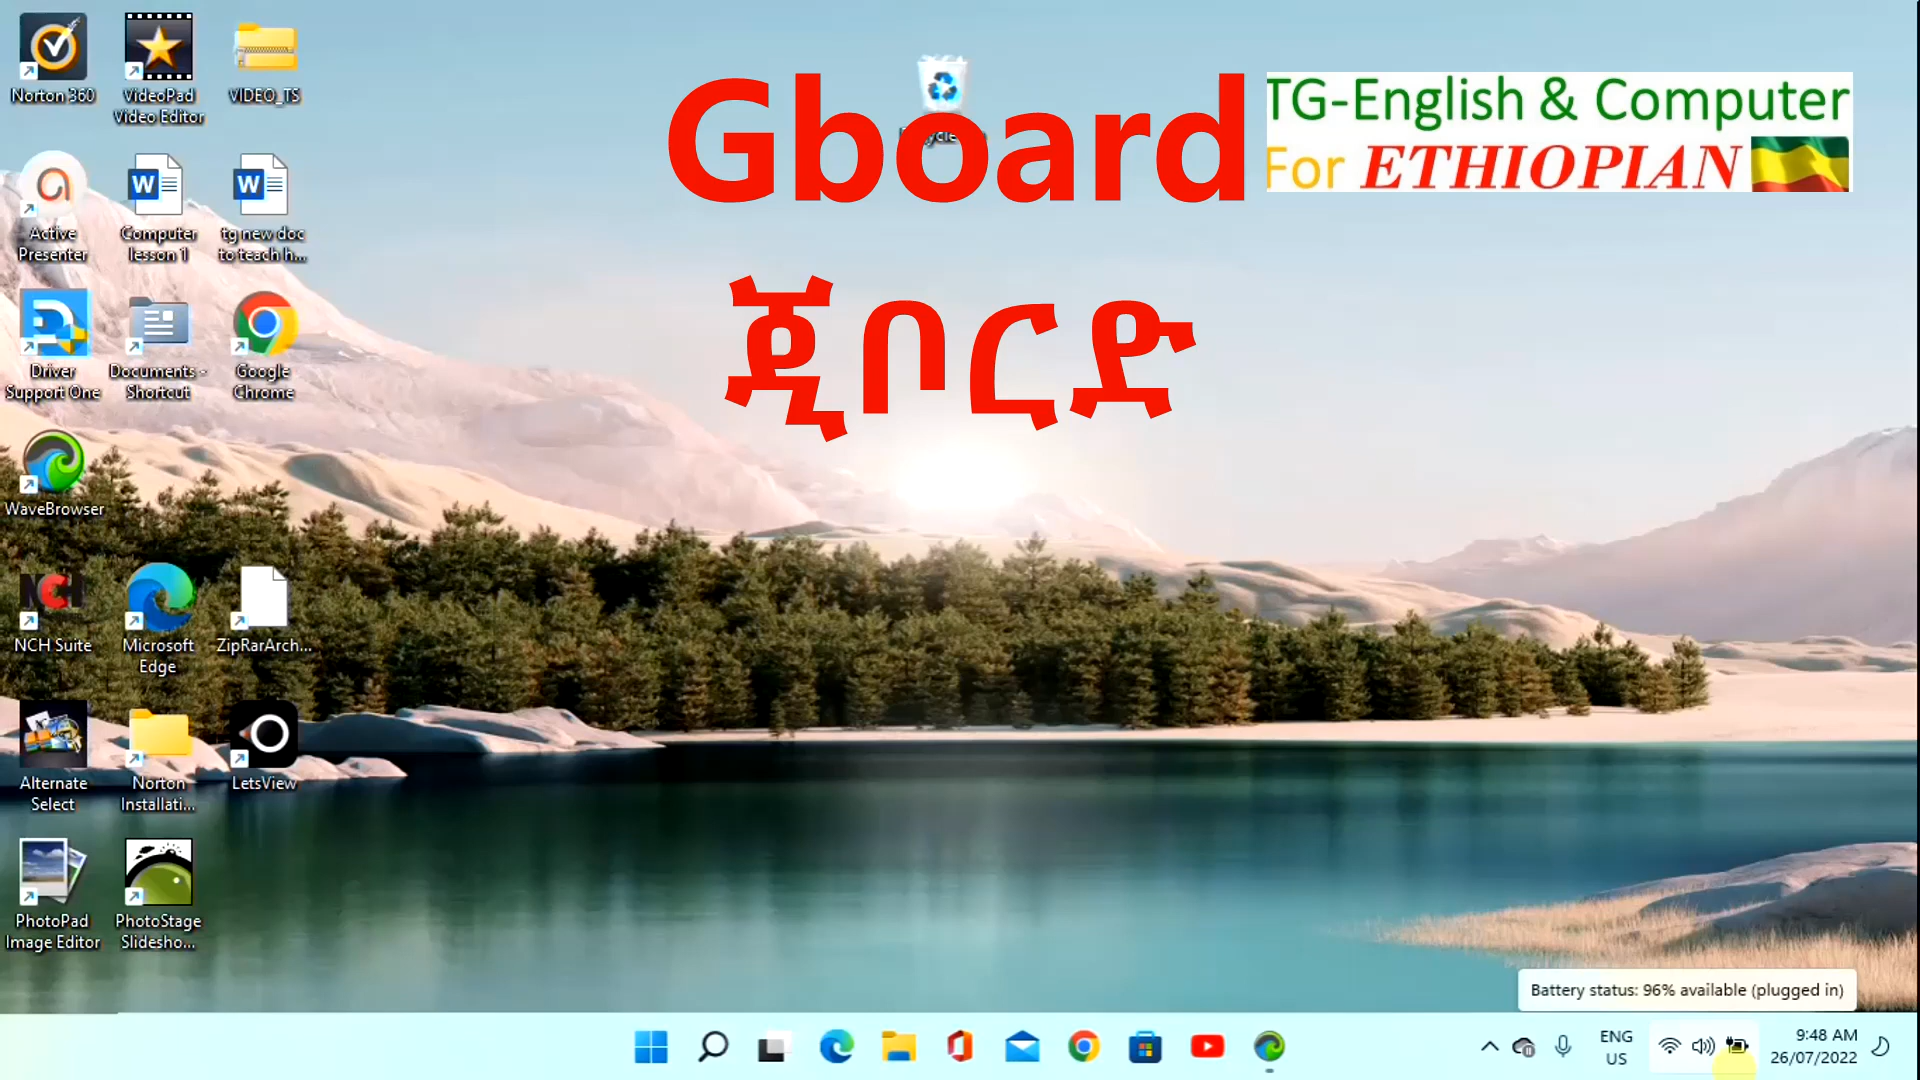 Norton 360
VideoPad
Video Editor
VIDEO_TS
Gboard
TG-English & Computer
For ETHIOPIAN
ጂቦርድ
Active
Presenter
Computer
lesson 1
tg new doc
to teach h...
Driver
Support One
Documents -
Shortcut
Google
Chrome
WaveBrowser
NCH Suite
Microsoft
Edge
ZipRarArch...
Alternate
Select
Norton
Installati...
LetsView
PhotoPad
Image Editor
PhotoStage
Slidesho...
Battery status: 96% available (plugged in)
ENG
US
9:48 AM
26/07/2022